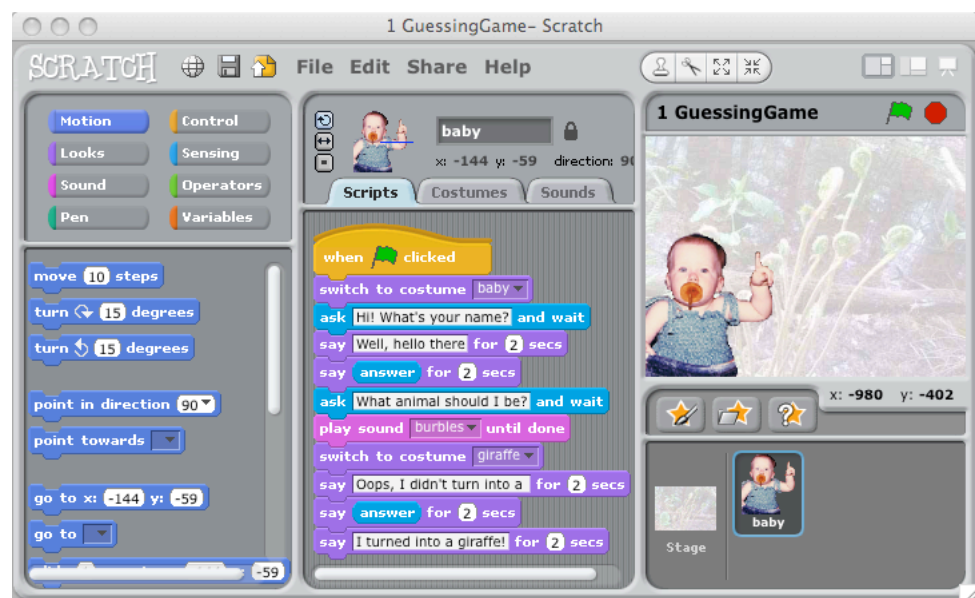 1 GuessingGame– Scratch
SCRATCH File Edit Share Help
Motion Control
Looks Sensing
Sound Operators
Pen Variables
move 10 steps
turn 15 degrees
turn 15 degrees
point in direction 90
point towards
go to x: -144 y: -59
go to
-59
baby
x: -144 y: -59 direction: 90
Scripts Costumes Sounds
when clicked
switch to costume baby
ask Hi! What's your name? and wait
say Well, hello there for 2 secs
say answer for 2 secs
ask What animal should I be? and wait
play sound burbles until done
switch to costume giraffe
say Oops, I didn't turn into a for 2 secs
say answer for 2 secs
say I turned into a giraffe! for 2 secs
1 GuessingGame
x: -980 y: -402
baby
Stage